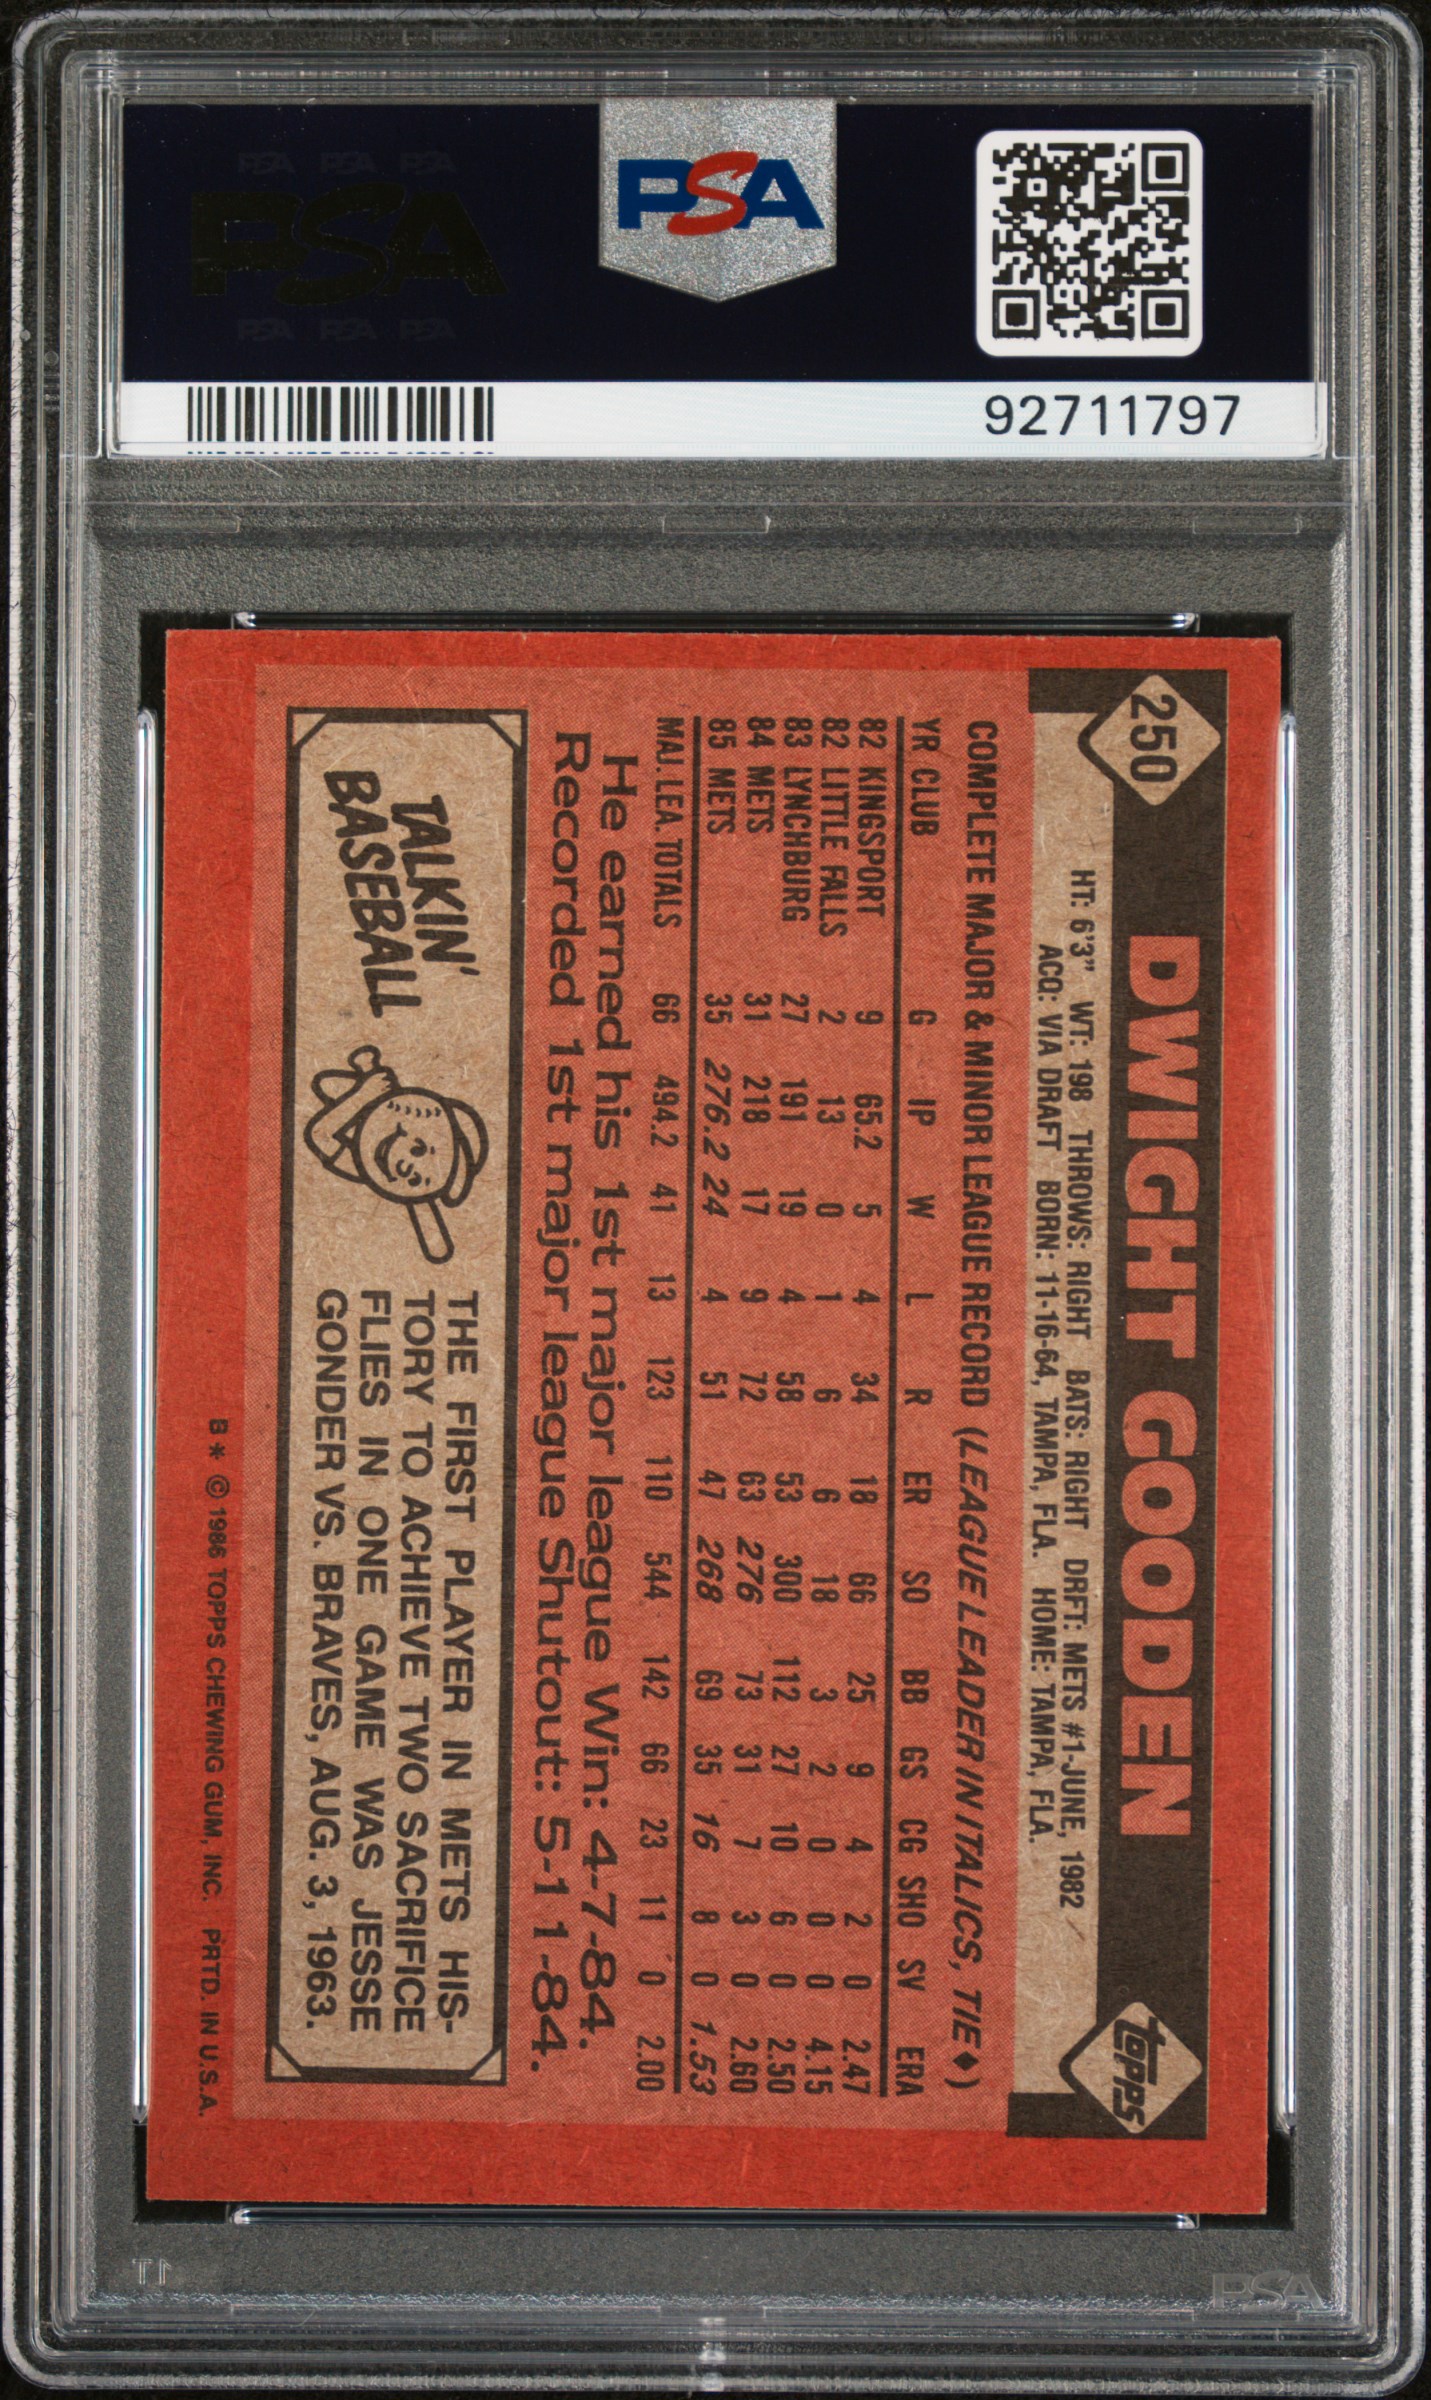 PSA PSA PSA
PSA
PSA PSA PSA
PSA
92711797
250
DWIGHT GOODEN
topps
HT: 6'3" WT: 198 THROWS: RIGHT BATS: RIGHT DRFT: METS #1-JUNE, 1982
ACQ: VIA DRAFT BORN: 11-16-64, TAMPA, FLA. HOME: TAMPA, FLA.
COMPLETE MAJOR & MINOR LEAGUE RECORD (LEAGUE LEADER IN ITALICS, TIE♦)
YR CLUB G IP W L R ER SO BB GS CG SHO SV ERA
82 KINGSPORT 9 65.2 5 4 34 18 66 25 9 4 2 0 2.47
82 LITTLE FALLS 2 13 0 1 6 6 18 3 2 0 0 0 4.15
83 LYNCHBURG 27 191 19 4 58 53 300 112 27 10 6 0 2.50
84 METS 31 218 17 9 72 63 276 73 31 7 3 0 2.60
85 METS 35 276.2 24 4 51 47 268 69 35 16 8 0 1.53
MAJ. LEA. TOTALS 66 494.2 41 13 123 110 544 142 66 23 11 0 2.00
He earned his 1st major league Win: 4-7-84.
Recorded 1st major league Shutout: 5-11-84.
TALKIN'
BASEBALL
THE FIRST PLAYER IN METS HIS-
TORY TO ACHIEVE TWO SACRIFICE
FLIES IN ONE GAME WAS JESSE
GONDER VS. BRAVES, AUG. 3, 1963.
B * © 1986 TOPPS CHEWING GUM, INC. PRTD. IN U.S.A.
PSA